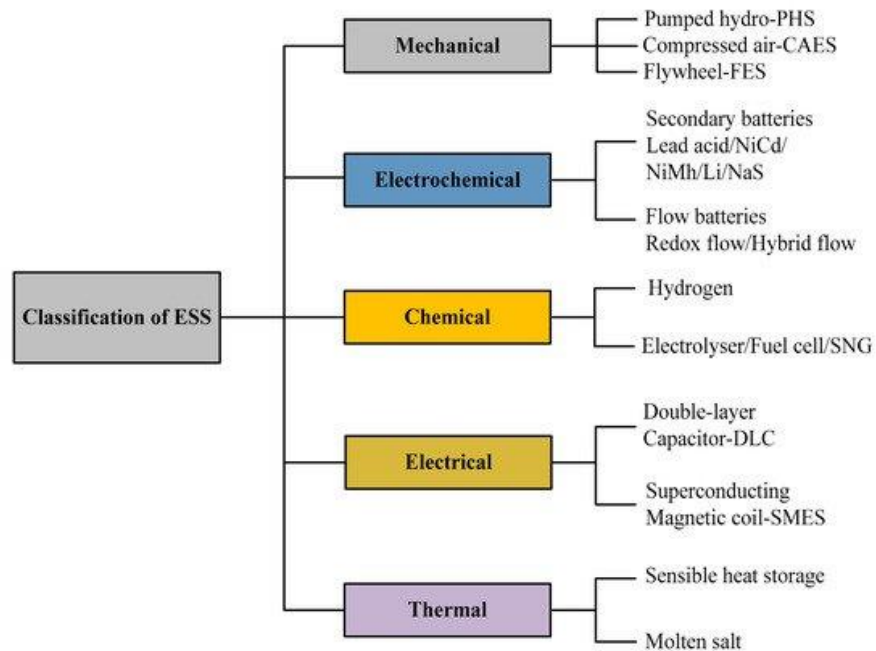 Mechanical
Pumped hydro-PHS
Compressed air-CAES
Flywheel-FES
Electrochemical
Secondary batteries
Lead acid/NiCd/
NiMh/Li/NaS
Flow batteries
Redox flow/Hybrid flow
Classification of ESS
Chemical
Hydrogen
Electrolyser/Fuel cell/SNG
Electrical
Double-layer
Capacitor-DLC
Superconducting
Magnetic coil-SMES
Thermal
Sensible heat storage
Molten salt